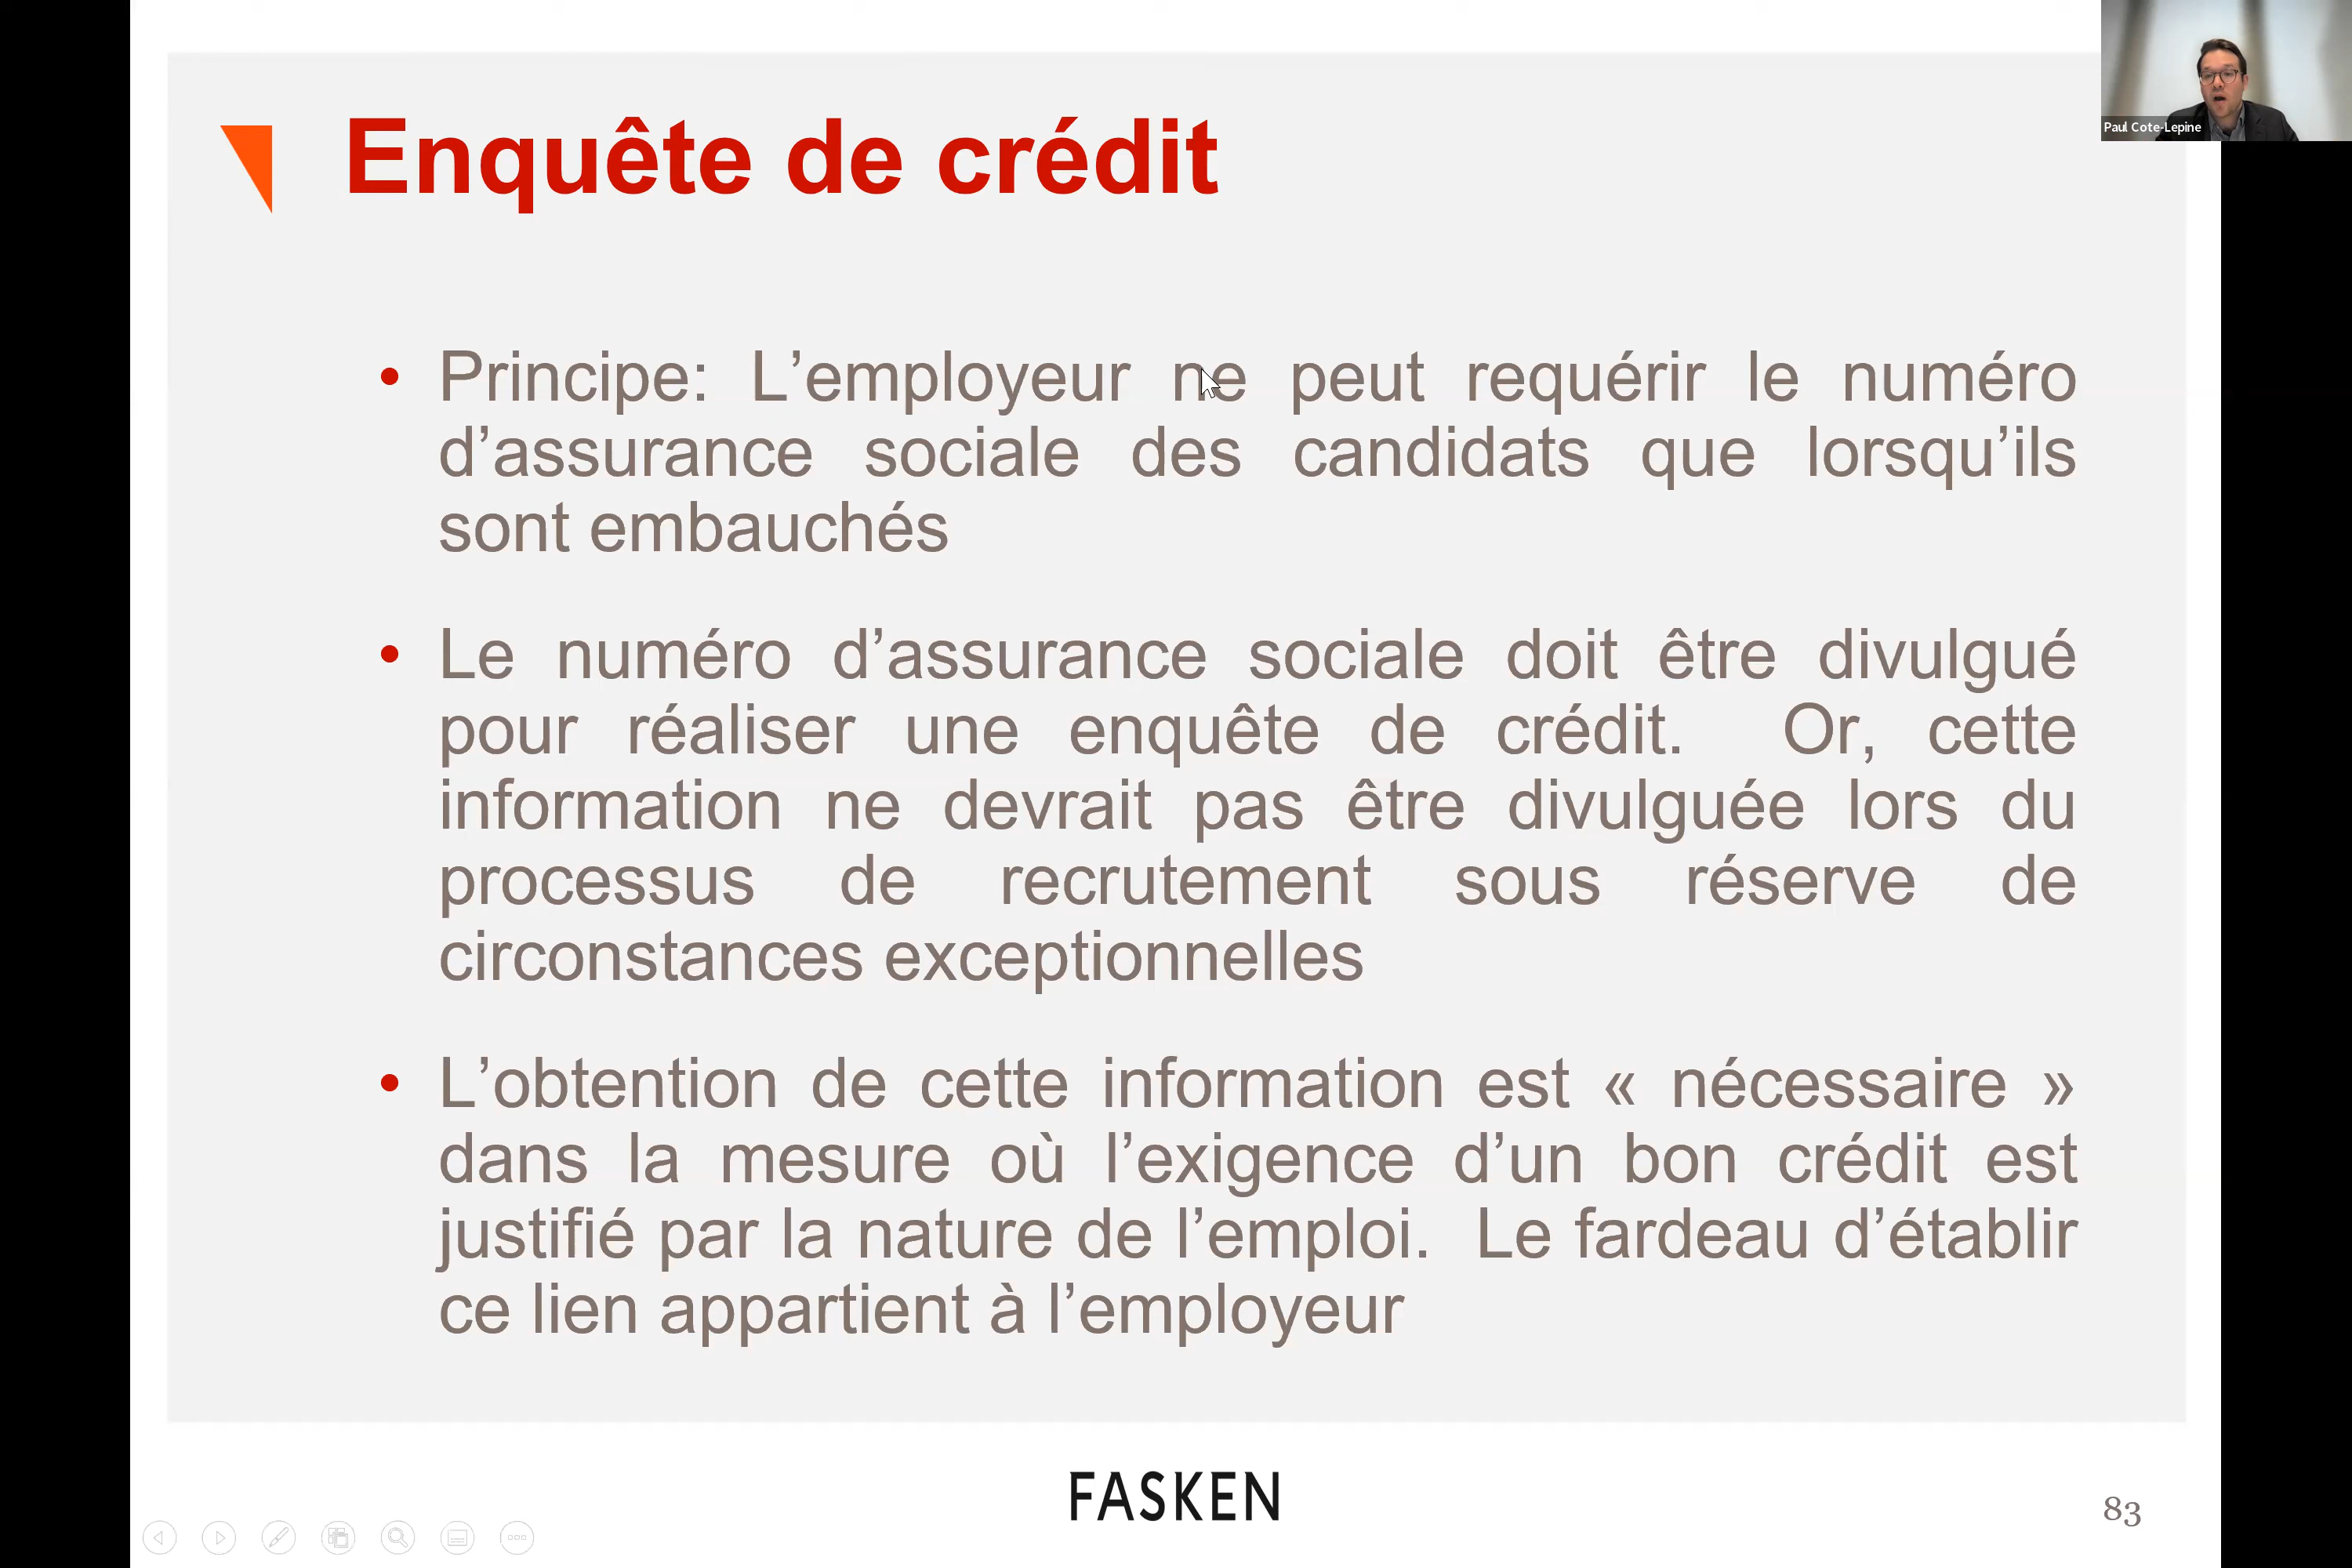 Enquête de crédit
Paul Cote-Lepine
• Principe: L’employeur ne peut requérir le numéro
d’assurance sociale des candidats que lorsqu’ils
sont embauchés
• Le numéro d’assurance sociale doit être divulgué
pour réaliser une enquête de crédit. Or, cette
information ne devrait pas être divulguée lors du
processus de recrutement sous réserve de
circonstances exceptionnelles
• L’obtention de cette information est « nécessaire »
dans la mesure où l’exigence d’un bon crédit est
justifié par la nature de l’emploi. Le fardeau d’établir
ce lien appartient à l’employeur
FASKEN
83